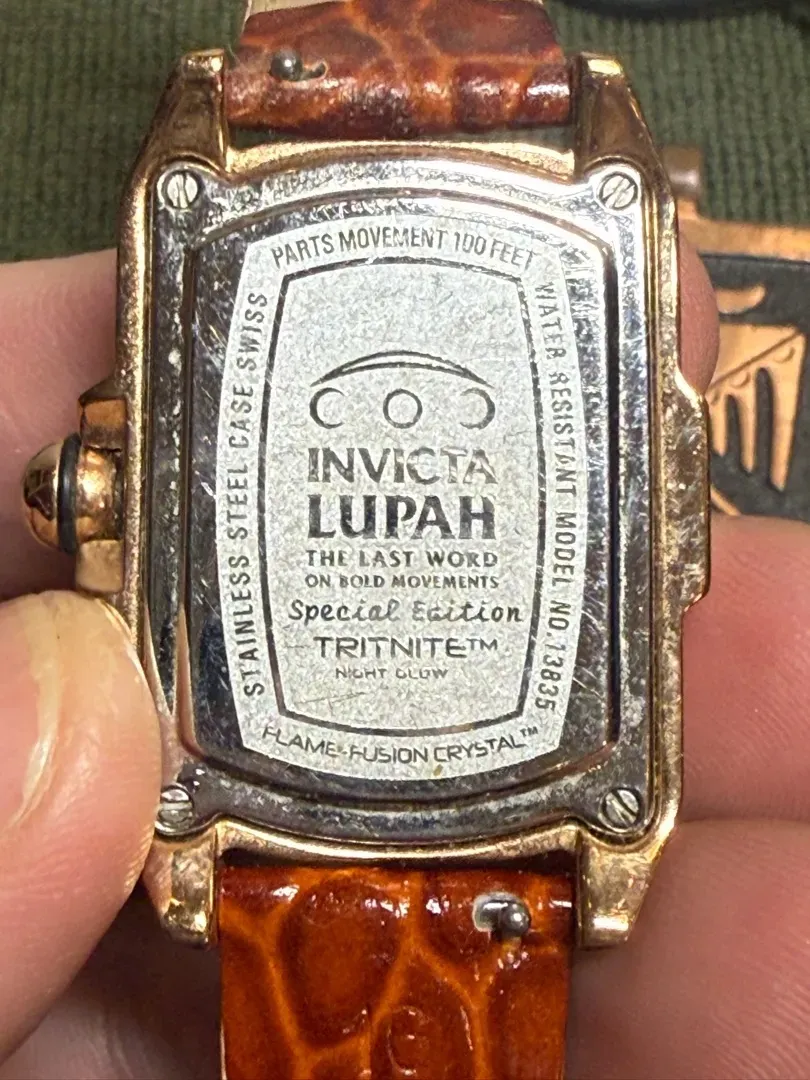 STAINLESS STEEL CASE SWISS PARTS MOVEMENT 100 FEET WATER RESISTANT MODEL NO.13835
INVICTA
LUPAH
THE LAST WORD
ON BOLD MOVEMENTS
Special Edition
TRITNITE™
NIGHT GLOW
FLAME-FUSION CRYSTAL™